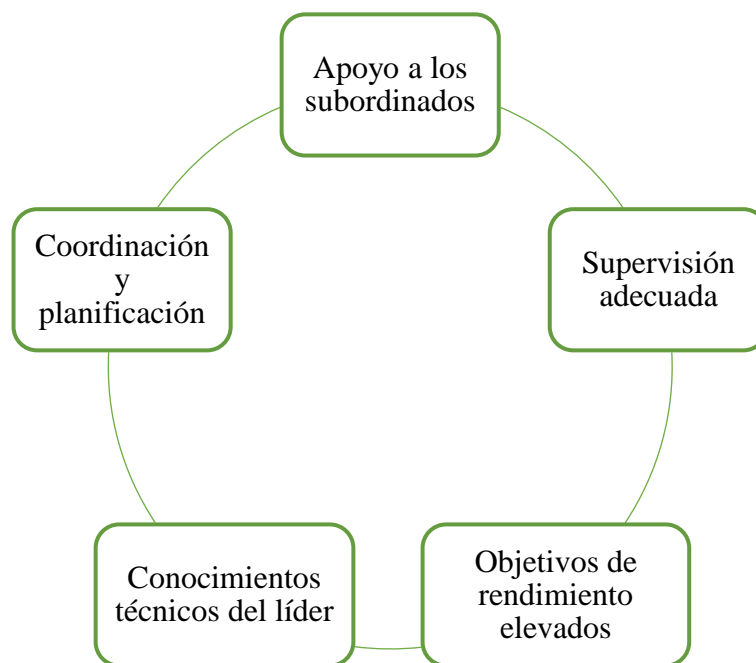 Apoyo a los
subordinados
Supervisión
adecuada
Objetivos de
rendimiento
elevados
Conocimientos
técnicos del líder
Coordinación
y
planificación